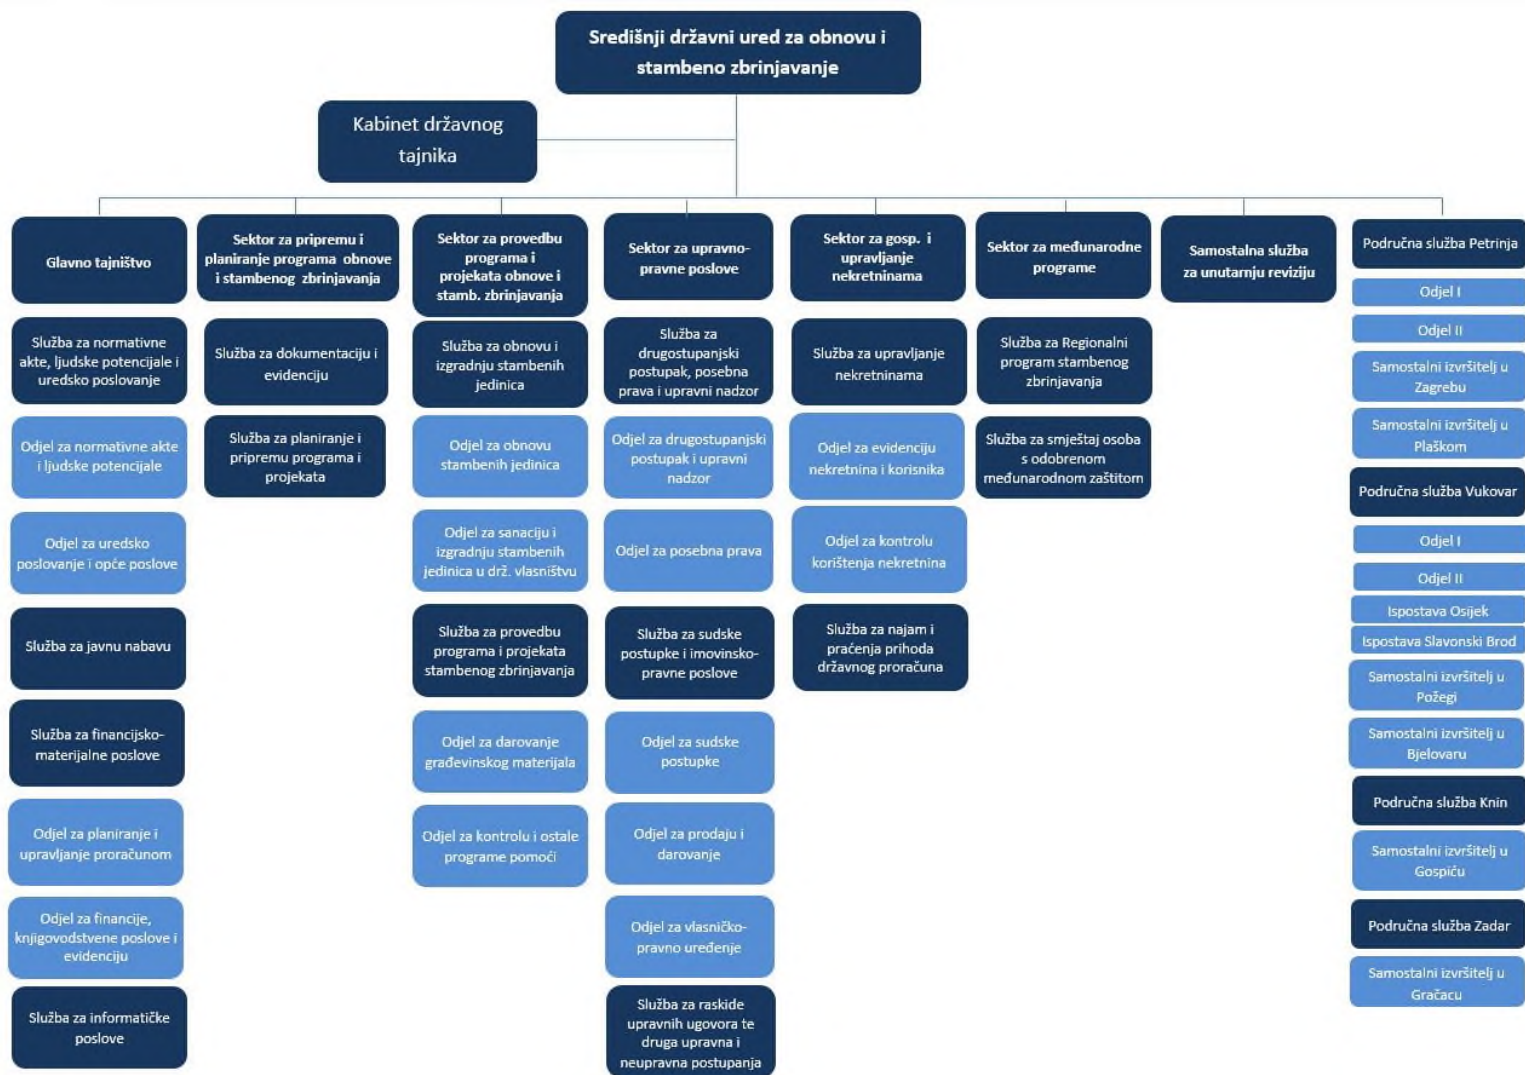 Središnji državni ured za obnovu i
stambeno zbrinjavanje
Kabinet državnog
tajnika
Glavno tajništvo
Služba za normativne
akte, ljudske potencijale i
uredsko poslovanje
Odjel za normativne akte
i ljudske potencijale
Odjel za uredsko
poslovanje i opće poslove
Služba za javnu nabavu
Služba za financijsko-
materijalne poslove
Odjel za planiranje i
upravljanje proračunom
Odjel za financije,
knjigovodstvene poslove i
evidenciju
Služba za informatičke
poslove
Sektor za pripremu i
planiranje programa obnove
i stambenog zbrinjavanja
Služba za dokumentaciju i
evidenciju
Služba za planiranje i
pripremu programa i
projekata
Sektor za provedbu
programa i
projekata obnove i
stamb. zbrinjavanja
Služba za obnovu i
izgradnju stambenih
jedinica
Odjel za obnovu
stambenih jedinica
Odjel za sanaciju i
izgradnju stambenih
jedinica u drž. vlasništvu
Služba za provedbu
programa i projekata
stambenog zbrinjavanja
Odjel za darovanje
građevinskog materijala
Odjel za kontrolu i ostale
programe pomoći
Sektor za upravno-
pravne poslove
Služba za
drugostupanjski
postupak, posebna
prava i upravni nadzor
Odjel za drugostupanjski
postupak i upravni
nadzor
Odjel za posebna prava
Služba za sudske
postupke i imovinsko-
pravne poslove
Odjel za sudske
postupke
Odjel za prodaju i
darovanje
Odjel za vlasničko-
pravno uređenje
Služba za raskide
upravnih ugovora te
druga upravna i
neupravna postupanja
Sektor za gosp. i
upravljanje
nekretninama
Služba za upravljanje
nekretninama
Odjel za evidenciju
nekretnina i korisnika
Odjel za kontrolu
korištenja nekretnina
Služba za najam i
praćenja prihoda
državnog proračuna
Sektor za međunarodne
programe
Služba za Regionalni
program stambenog
zbrinjavanja
Služba za smještaj osoba
s odobrenom
međunarodnom zaštitom
Samostalna služba
za unutarnju reviziju
Područna služba Petrinja
Odjel I
Odjel II
Samostalni izvršitelj u
Zagrebu
Samostalni izvršitelj u
Plaškom
Područna služba Vukovar
Odjel I
Odjel II
Ispostava Osijek
Ispostava Slavonski Brod
Samostalni izvršitelj u
Požegi
Samostalni izvršitelj u
Bjelovaru
Područna služba Knin
Samostalni izvršitelj u
Gospiću
Područna služba Zadar
Samostalni izvršitelj u
Gračacu